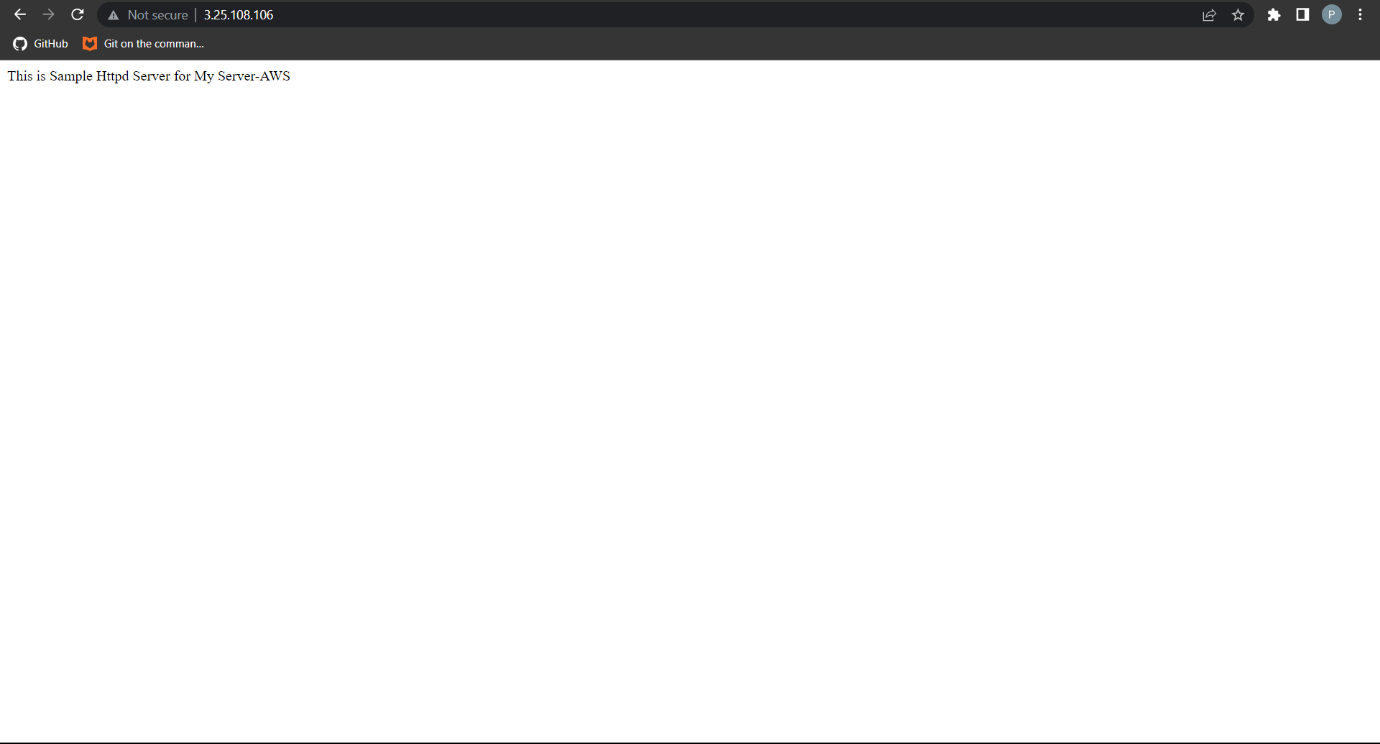 Not secure | 3.25.108.106
P
GitHub Git on the comman...
This is Sample Httpd Server for My Server-AWS